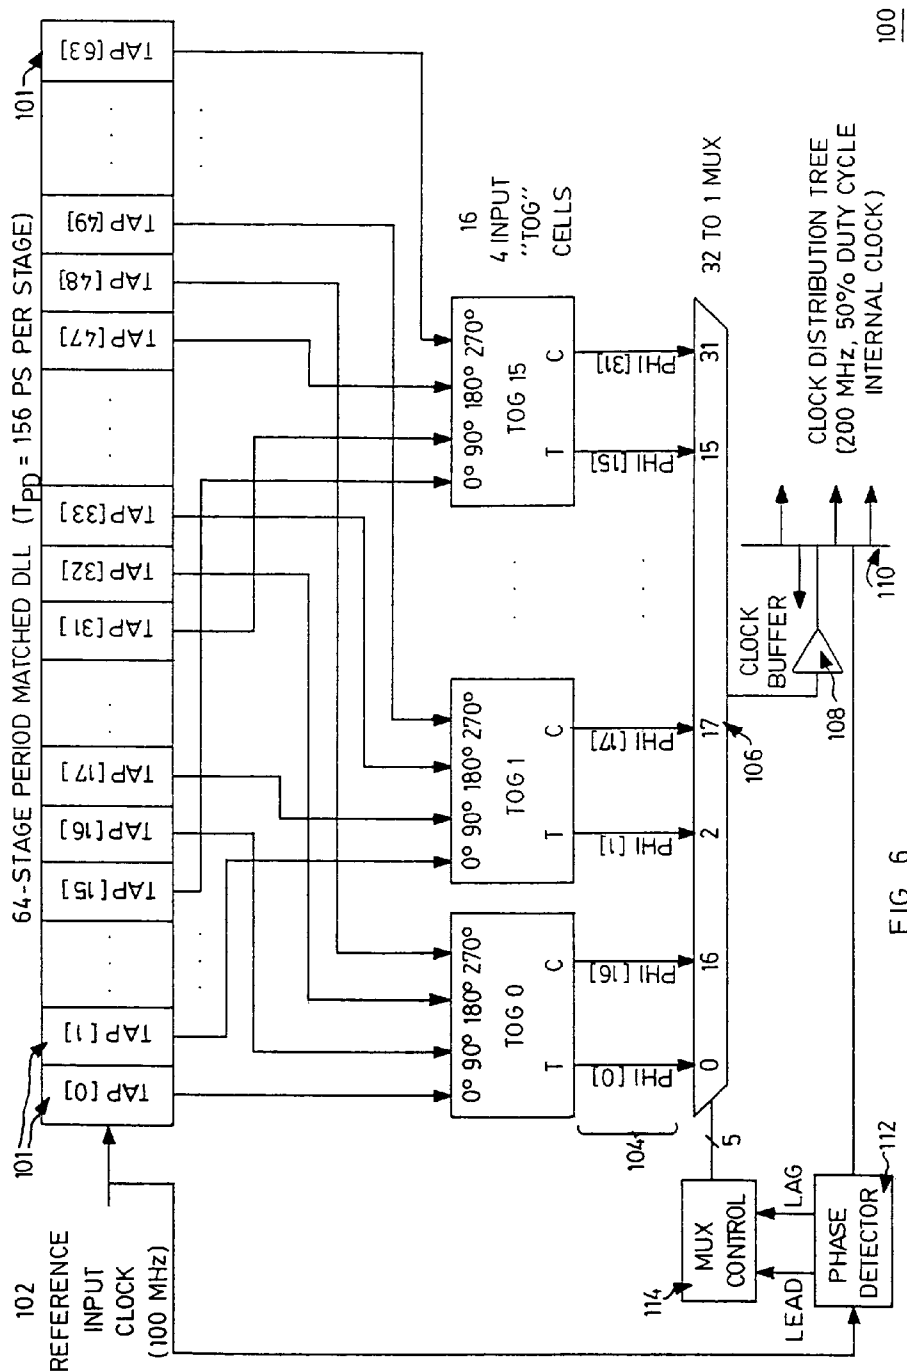 102
REFERENCE
INPUT
CLOCK
(100 MHz)
64-STAGE PERIOD MATCHED DLL (TPD = 156 PS PER STAGE)
101
101
TAP [0]
TAP [1]
. . .
TAP [15]
TAP [16]
TAP [17]
. . .
TAP [31]
TAP [32]
TAP [33]
. . .
TAP [47]
TAP [48]
TAP [49]
. . .
TAP [63]
16
4 INPUT
"TOG"
CELLS
0° 90° 180° 270°
TOG 0
T C
0° 90° 180° 270°
TOG 1
T C
0° 90° 180° 270°
TOG 15
T C
104
PHI [0]
PHI [16]
PHI [1]
PHI [17]
PHI [15]
PHI [31]
0 16 2 17 15 31
32 TO 1 MUX
106
5
114
MUX
CONTROL
LEAD
LAG
PHASE
DETECTOR
112
CLOCK
BUFFER
108
110
CLOCK DISTRIBUTION TREE
(200 MHz, 50% DUTY CYCLE
INTERNAL CLOCK)
FIG. 6
100